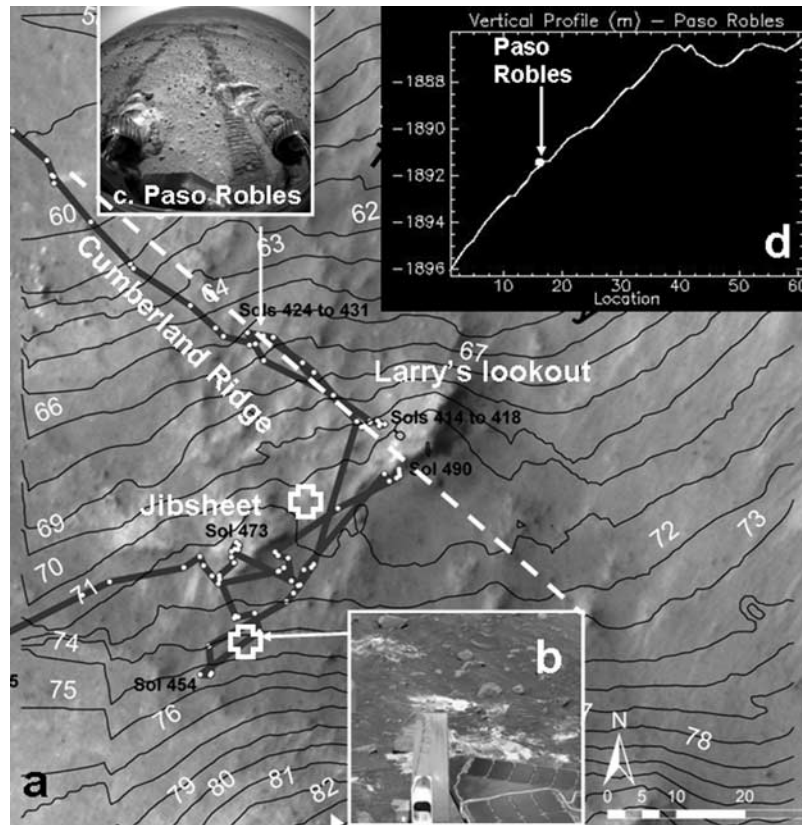 Vertical Profile (m) – Paso Robles
Paso
Robles
-1888
-1890
-1892
-1894
-1896
10
20
30
40
50
60
Location
d
c. Paso Robles
60
62
63
64
Cumberland Ridge
Sols 424 to 431
67
Larry's lookout
66
Sols 414 to 418
Sol 490
Jibsheet
69
Sol 473
70
71
72
73
74
Sol 454
75
76
78
79
80
81
82
b
a
N
0
5
10
20